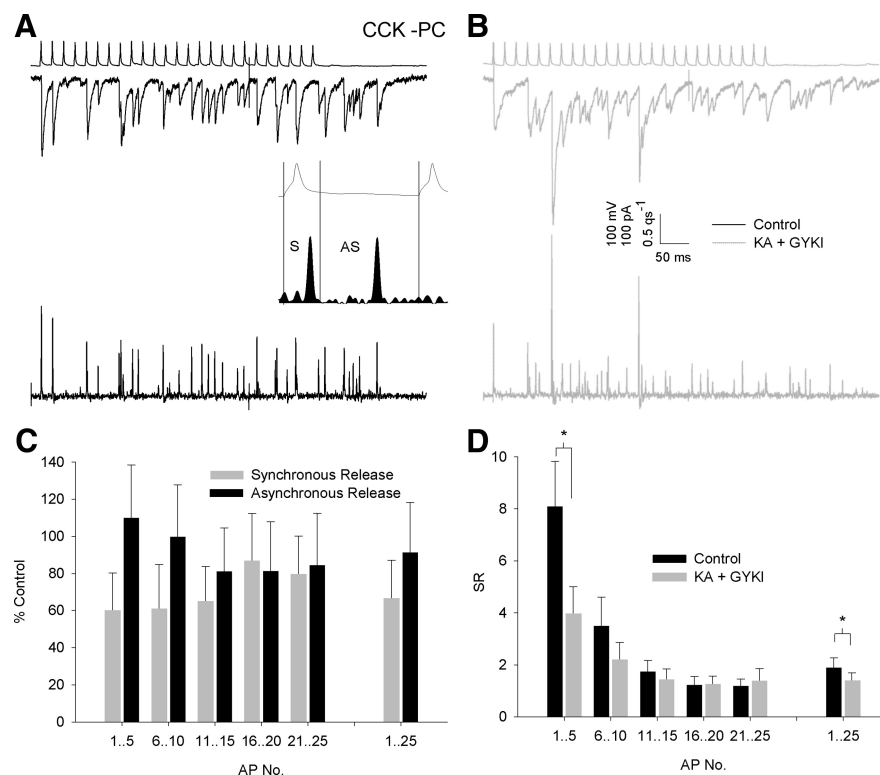 A
CCK -PC
B
S
AS
100 mV
100 pA
0.5 qs-1
50 ms
Control
KA + GYKI
C
140
120
100
80
60
40
20
0
% Control
Synchronous Release
Asynchronous Release
1..5
6..10
11..15
16..20
21..25
1..25
AP No.
D
10
8
6
4
2
0
SR
*
Control
KA + GYKI
*
1..5
6..10
11..15
16..20
21..25
1..25
AP No.